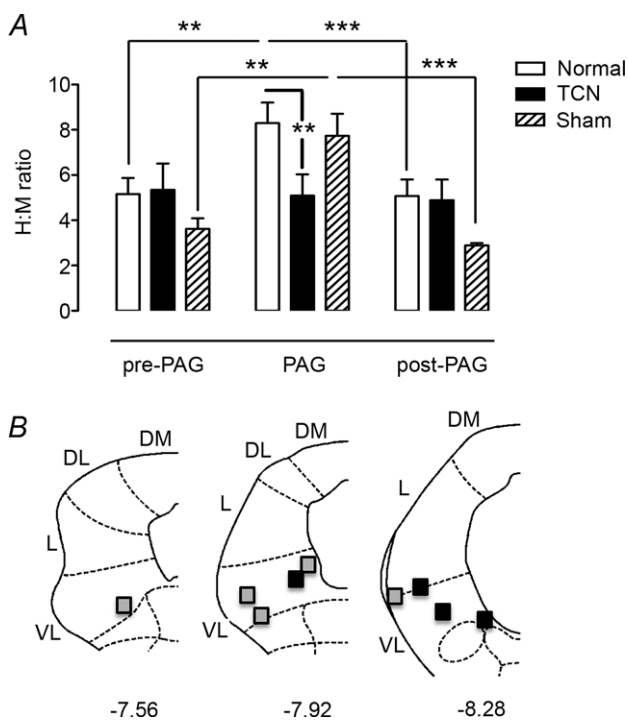 A
** ***
Normal
** ***
TCN
Sham
**
10
8
6
4
2
0
H:M ratio
pre-PAG PAG post-PAG
B
DM
DL
L
VL
DM
DL
L
VL
DM
L
VL
-7.56 -7.92 -8.28